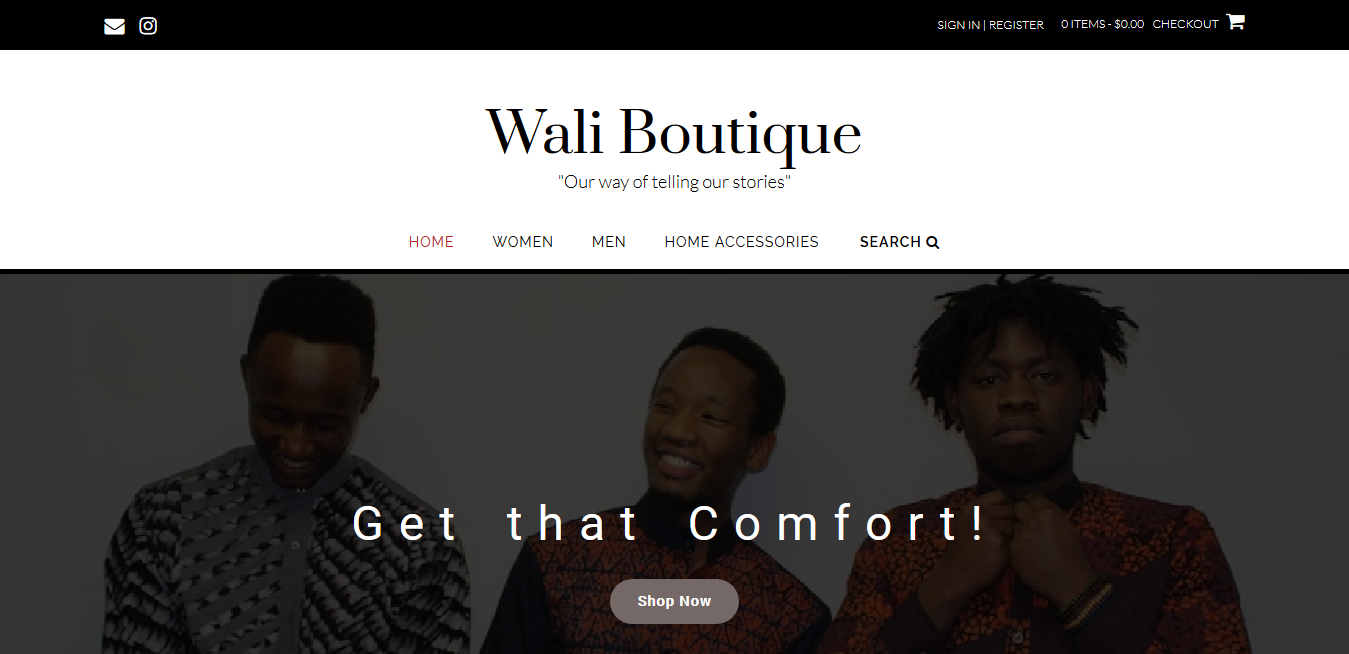 SIGN IN | REGISTER 0 ITEMS - $0.00 CHECKOUT
Wali Boutique
"Our way of telling our stories"
HOME WOMEN MEN HOME ACCESSORIES SEARCH
Get that Comfort!
Shop Now